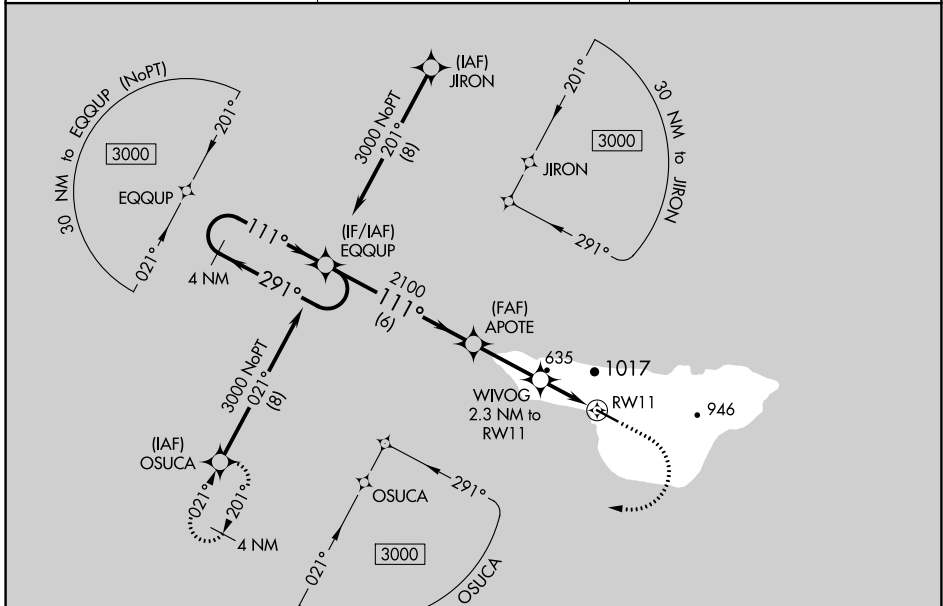 30 NM to EQQUP (NoPT)
201°
3000
EQQUP
021°
(IAF)
JIRON
3000 NoPT
201°
(8)
201°
30 NM to JIRON
3000
JIRON
291°
(IF/IAF)
EQQUP
111°
4 NM
291°
2100
111°
(6)
(FAF)
APOTE
635
1017
WIVOG
2.3 NM to
RW11
RW11
946
3000 NoPT
021°
(8)
(IAF)
OSUCA
021°
201°
4 NM
OSUCA
291°
021°
3000
OSUCA